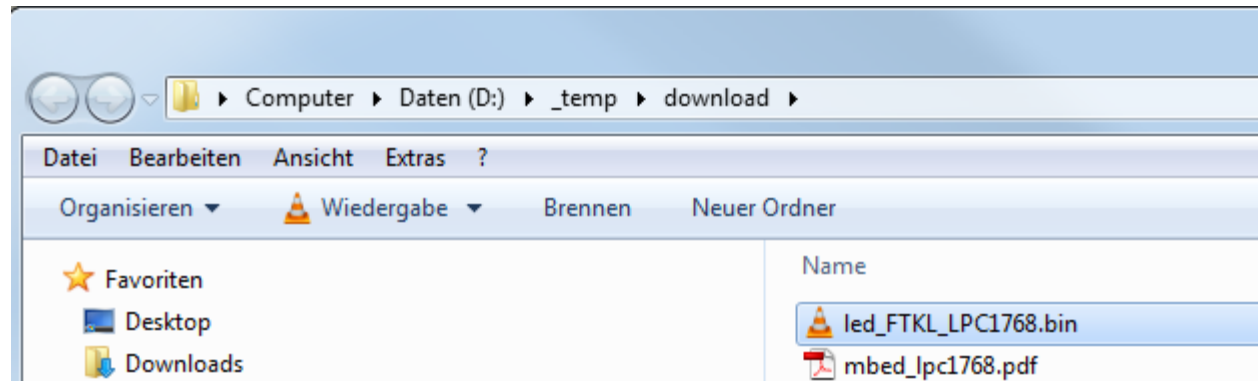 Computer Daten (D:) _temp download
Datei Bearbeiten Ansicht Extras ?
Organisieren Wiedergabe Brennen Neuer Ordner
Favoriten
Desktop
Downloads
Name
led_FTKL_LPC1768.bin
mbed_lpc1768.pdf